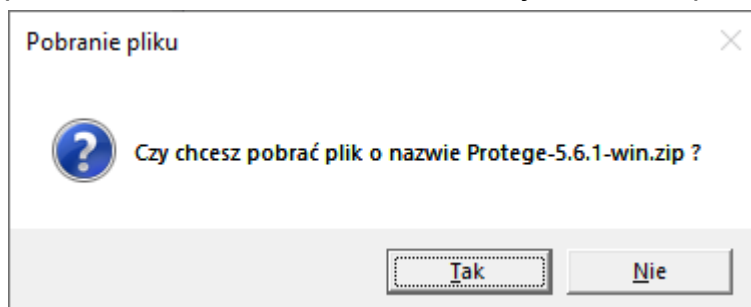 Pobranie pliku
Czy chcesz pobrać plik o nazwie Protege-5.6.1-win.zip ?
Tak
Nie